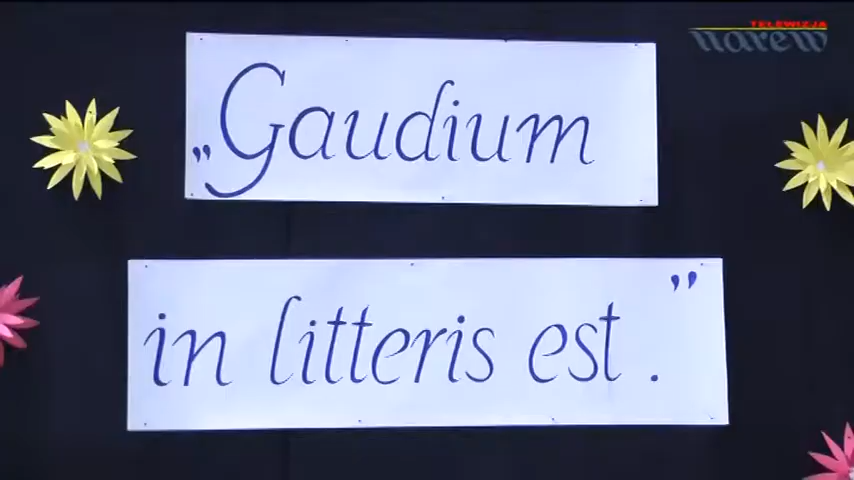 TELEWIZJA
narew
„Gaudium
in litteris est .”